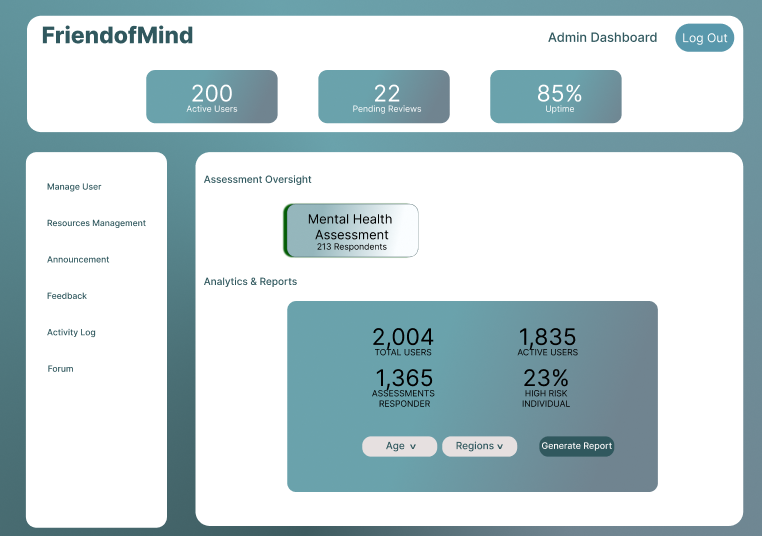 FriendofMind
Admin Dashboard
Log Out
200
Active Users
22
Pending Reviews
85%
Uptime
Manage User
Resources Management
Announcement
Feedback
Activity Log
Forum
Assessment Oversight
Mental Health
Assessment
213 Respondents
Analytics & Reports
2,004
TOTAL USERS
1,835
ACTIVE USERS
1,365
ASSESSMENTS
RESPONDER
23%
HIGH RISK
INDIVIDUAL
Age v
Regions v
Generate Report